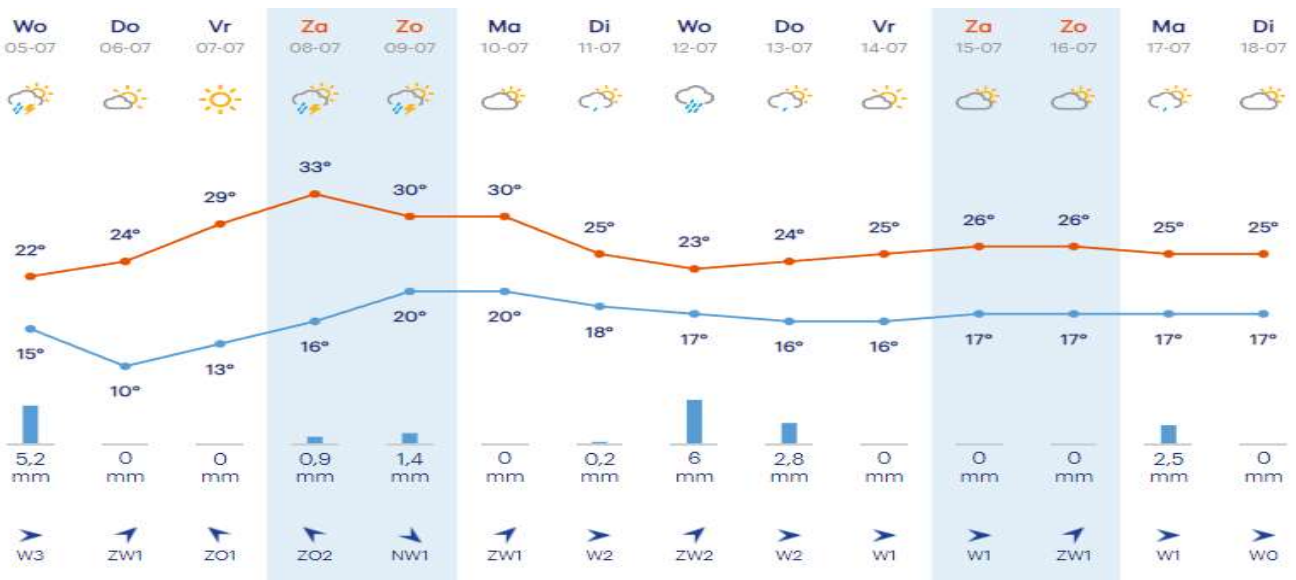 Wo Do Vr Za Zo Ma Di Wo Do Vr Za Zo Ma Di
05-07 06-07 07-07 08-07 09-07 10-07 11-07 12-07 13-07 14-07 15-07 16-07 17-07 18-07
22° 24° 29° 33° 30° 30° 25° 23° 24° 25° 26° 26° 25° 25°
15° 10° 13° 16° 20° 20° 18° 17° 16° 16° 17° 17° 17° 17°
5,2 0 0 0,9 1,4 0 0,2 6 2,8 0 0 0 2,5 0
mm mm mm mm mm mm mm mm mm mm mm mm mm mm
W3 ZW1 ZO1 ZO2 NW1 ZW1 W2 ZW2 W2 W1 W1 ZW1 W1 W0